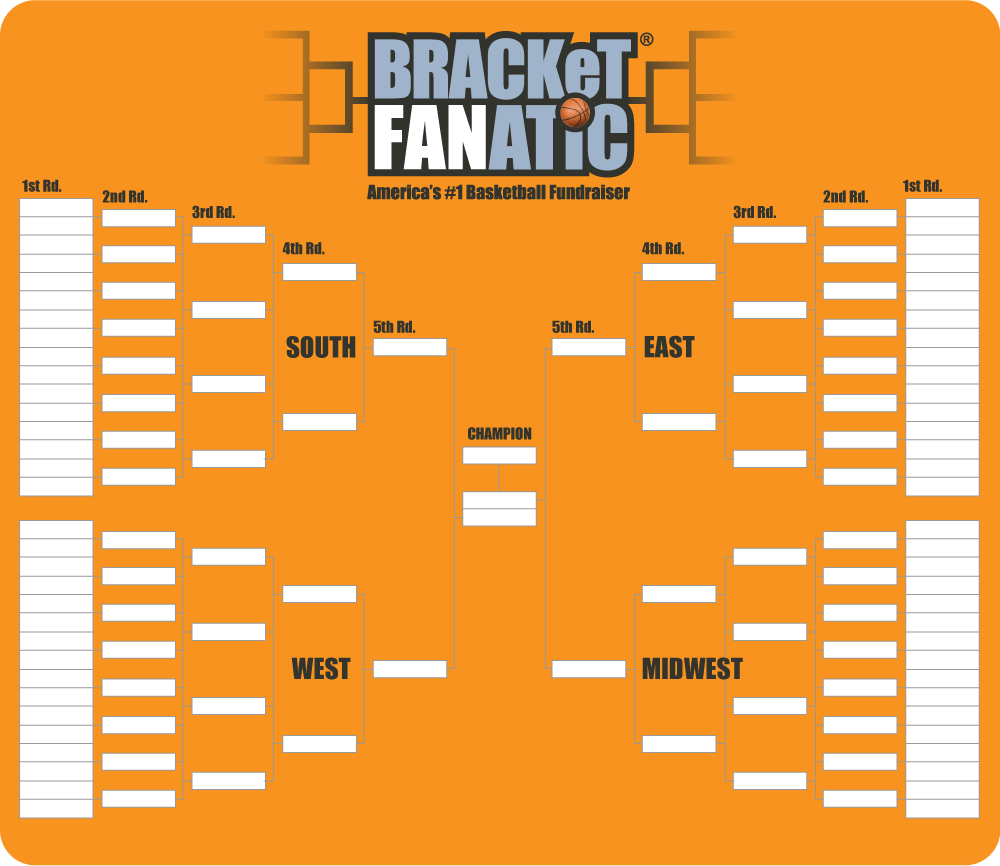 BRACKeT®
FANATiC
America's #1 Basketball Fundraiser
1st Rd.
2nd Rd.
3rd Rd.
4th Rd.
5th Rd.
SOUTH
1st Rd.
2nd Rd.
3rd Rd.
4th Rd.
5th Rd.
EAST
CHAMPION
WEST
MIDWEST